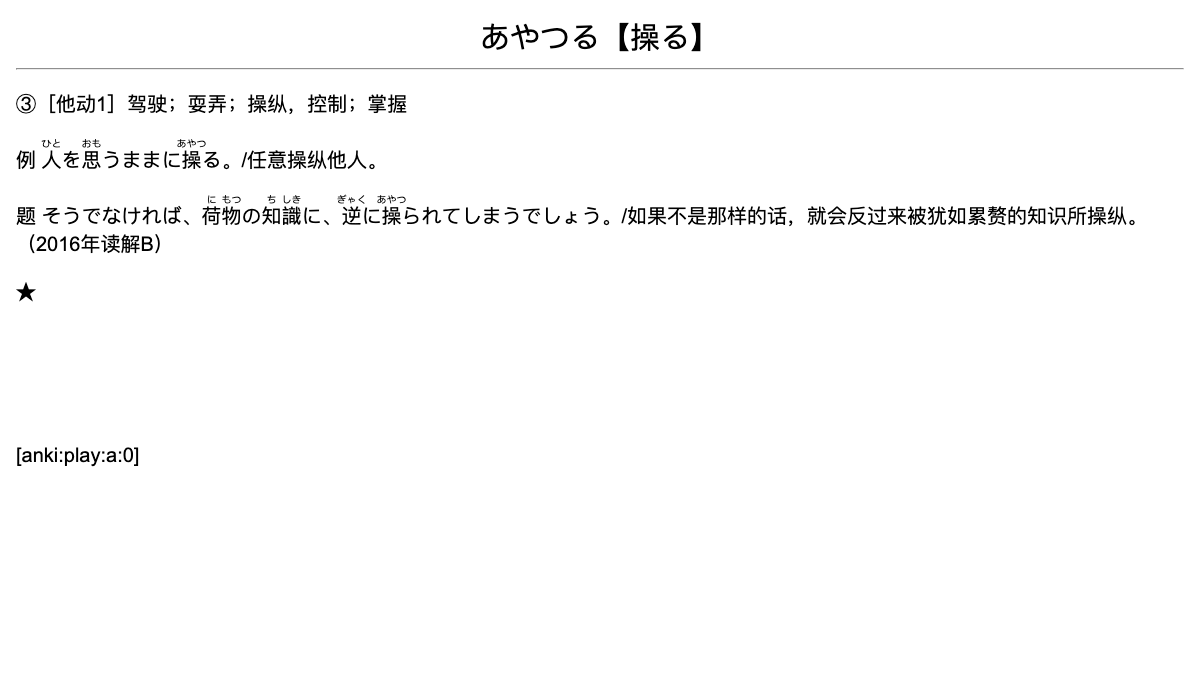 あやつる【操る】
③［他动1］驾驶；耍弄；操纵，控制；掌握
ひと おも あやつ
例 人を思うままに操る。/任意操纵他人。
に もつ ち しき ぎゃく あやつ
题 そうでなければ、荷物の知識に、逆に操られてしまうでしょう。/如果不是那样的话，就会反过来被犹如累赘的知识所操纵。
（2016年读解B）
★
[anki:play:a:0]